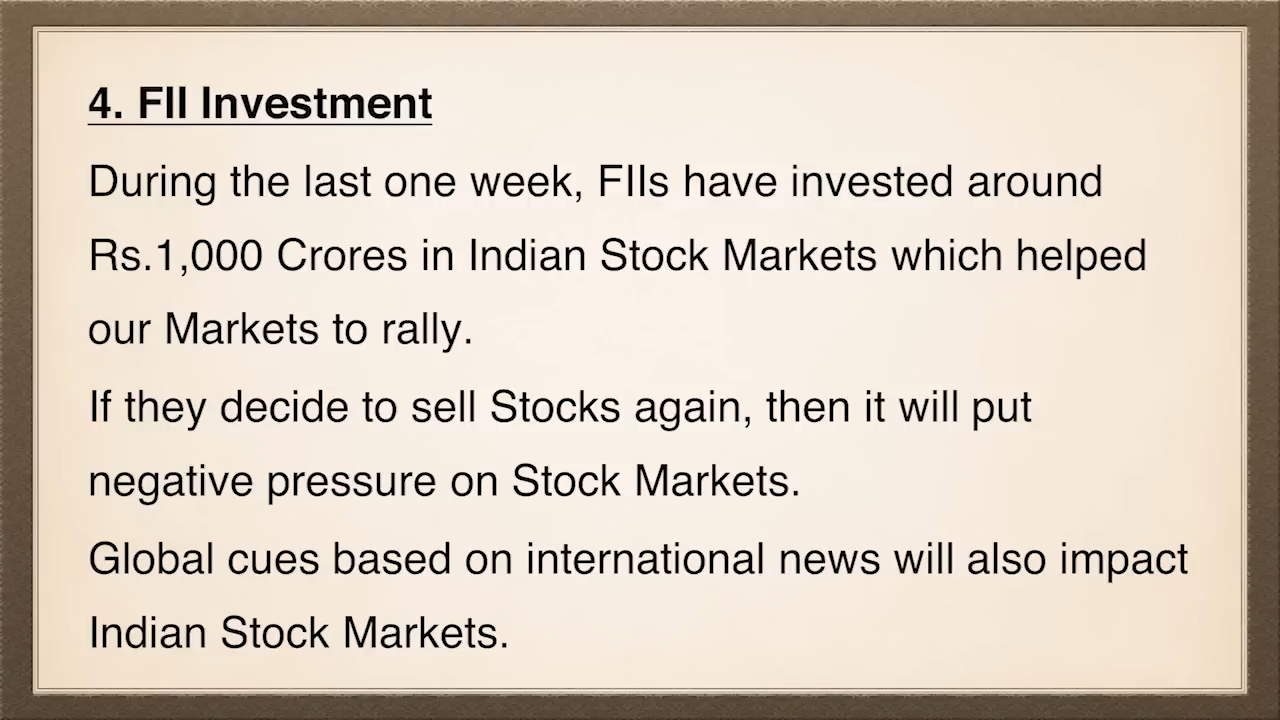 4. FII Investment
During the last one week, FIIs have invested around
Rs.1,000 Crores in Indian Stock Markets which helped
our Markets to rally.
If they decide to sell Stocks again, then it will put
negative pressure on Stock Markets.
Global cues based on international news will also impact
Indian Stock Markets.